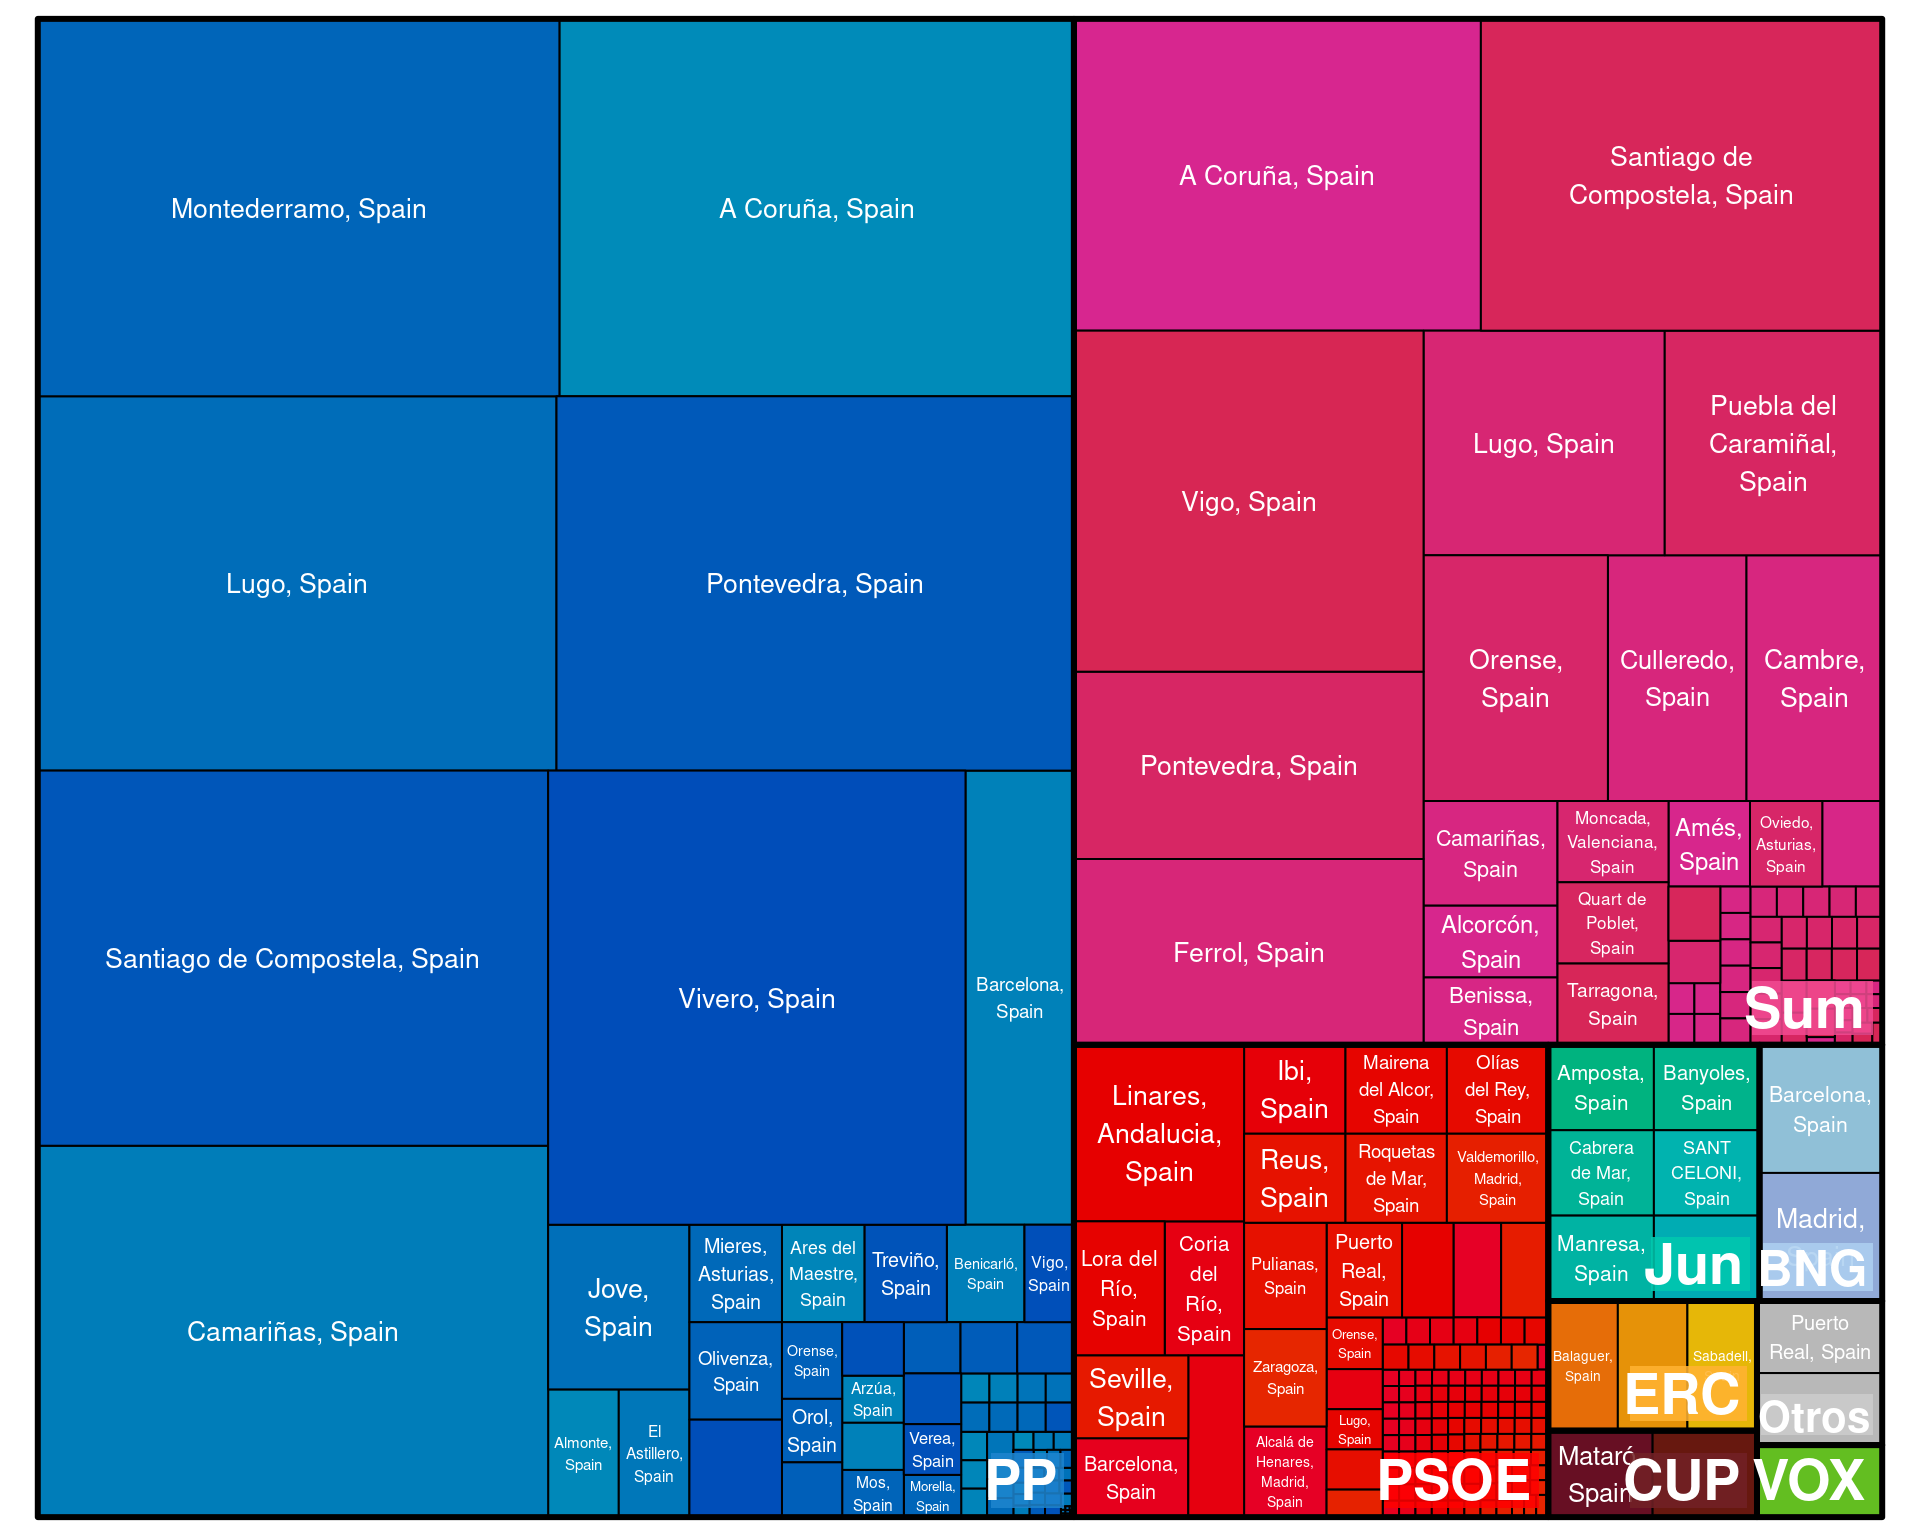 Montederramo, Spain
A Coruña, Spain
Lugo, Spain
Pontevedra, Spain
Santiago de Compostela, Spain
Vivero, Spain
Barcelona,
Spain
Camariñas, Spain
Jove,
Spain
Mieres,
Asturias,
Spain
Ares del
Maestre,
Spain
Treviño,
Spain
Benicarló,
Spain
Vigo,
Spain
Olivenza,
Spain
Orense,
Spain
Arzúa,
Spain
Orol,
Spain
Almonte,
Spain
El
Astillero,
Spain
Verea,
Spain
Mos,
Spain
Morella,
Spain
PP
A Coruña, Spain
Santiago de
Compostela, Spain
Vigo, Spain
Lugo, Spain
Puebla del
Caramiñal,
Spain
Orense,
Spain
Culleredo,
Spain
Cambre,
Spain
Pontevedra, Spain
Ferrol, Spain
Camariñas,
Spain
Moncada,
Valenciana,
Spain
Amés,
Spain
Oviedo,
Asturias,
Spain
Alcorcón,
Spain
Quart de
Poblet,
Spain
Benissa,
Spain
Tarragona,
Spain
Sum
Linares,
Andalucia,
Spain
Ibi,
Spain
Mairena
del Alcor,
Spain
Olías
del Rey,
Spain
Reus,
Spain
Roquetas
de Mar,
Spain
Valdemorillo,
Madrid,
Spain
Lora del
Río,
Spain
Coria
del
Río,
Spain
Pulianas,
Spain
Puerto
Real,
Spain
Orense,
Spain
Zaragoza,
Spain
Seville,
Spain
Lugo,
Spain
Barcelona,
Spain
Alcalá de
Henares,
Madrid,
Spain
PSOE
Amposta,
Spain
Banyoles,
Spain
Cabrera
de Mar,
Spain
SANT
CELONI,
Spain
Manresa,
Spain
Jun
Barcelona,
Spain
Madrid,
BNG
Balaguer,
Spain
Sabadell,
ERC
Puerto
Real, Spain
Otros
Mataró
Spain
CUP
VOX